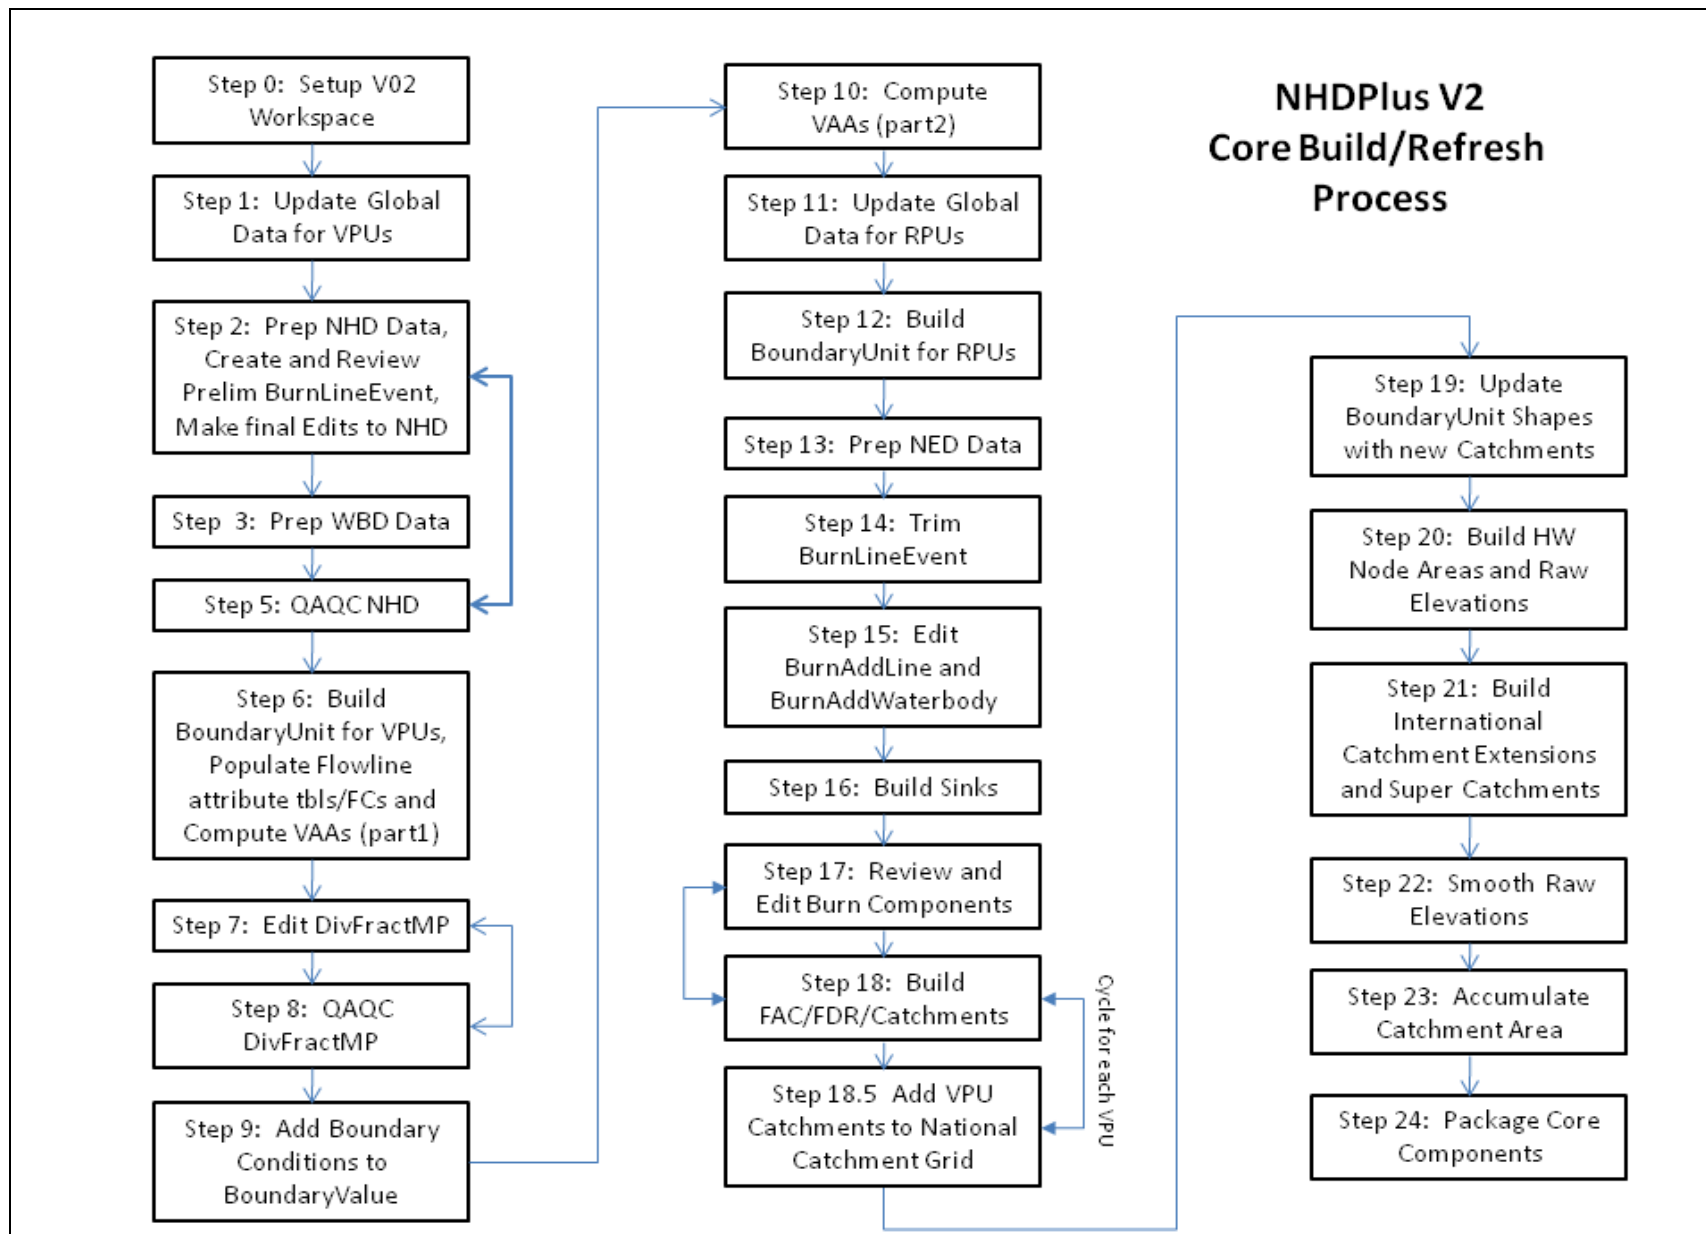 NHDPlus V2
Core Build/Refresh
Process
Step 0: Setup V02
Workspace
Step 1: Update Global
Data for VPUs
Step 2: Prep NHD Data,
Create and Review
Prelim BurnLineEvent,
Make final Edits to NHD
Step 3: Prep WBD Data
Step 5: QAQC NHD
Step 6: Build
BoundaryUnit for VPUs,
Populate Flowline
attribute tbls/FCs and
Compute VAAs (part1)
Step 7: Edit DivFractMP
Step 8: QAQC
DivFractMP
Step 9: Add Boundary
Conditions to
BoundaryValue
Step 10: Compute
VAAs (part2)
Step 11: Update Global
Data for RPUs
Step 12: Build
BoundaryUnit for RPUs
Step 13: Prep NED Data
Step 14: Trim
BurnLineEvent
Step 15: Edit
BurnAddLine and
BurnAddWaterbody
Step 16: Build Sinks
Step 17: Review and
Edit Burn Components
Step 18: Build
FAC/FDR/Catchments
Cycle for each VPU
Step 18.5 Add VPU
Catchments to National
Catchment Grid
Step 19: Update
BoundaryUnit Shapes
with new Catchments
Step 20: Build HW
Node Areas and Raw
Elevations
Step 21: Build
International
Catchment Extensions
and Super Catchments
Step 22: Smooth Raw
Elevations
Step 23: Accumulate
Catchment Area
Step 24: Package Core
Components